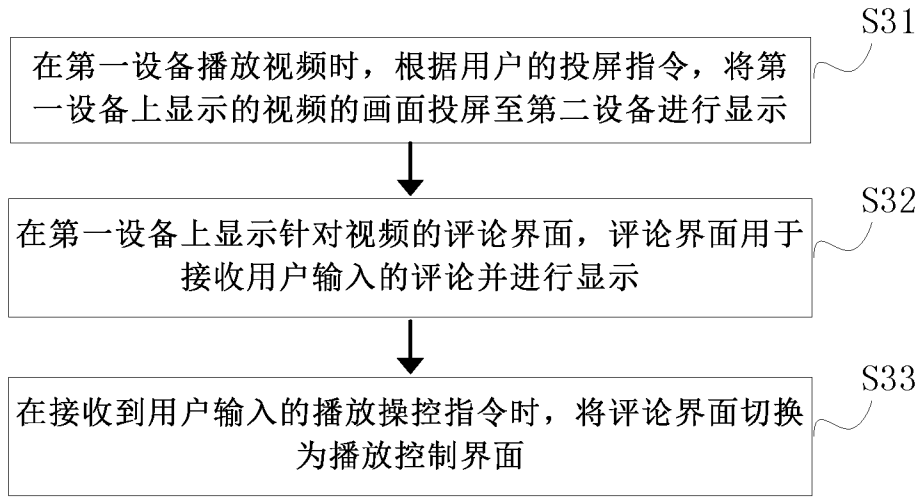 S31
在第一设备播放视频时，根据用户的投屏指令，将第
一设备上显示的视频的画面投屏至第二设备进行显示
S32
在第一设备上显示针对视频的评论界面，评论界面用于
接收用户输入的评论并进行显示
S33
在接收到用户输入的播放操控指令时，将评论界面切换
为播放控制界面